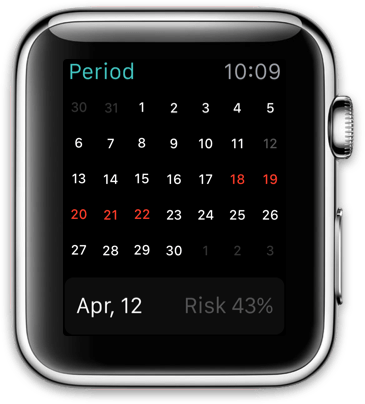 Period 10:09
30 31 1 2 3 4 5
6 7 8 9 10 11 12
13 14 15 16 17 18 19
20 21 22 23 24 25 26
27 28 29 30 1 2 3
Apr, 12 Risk 43%